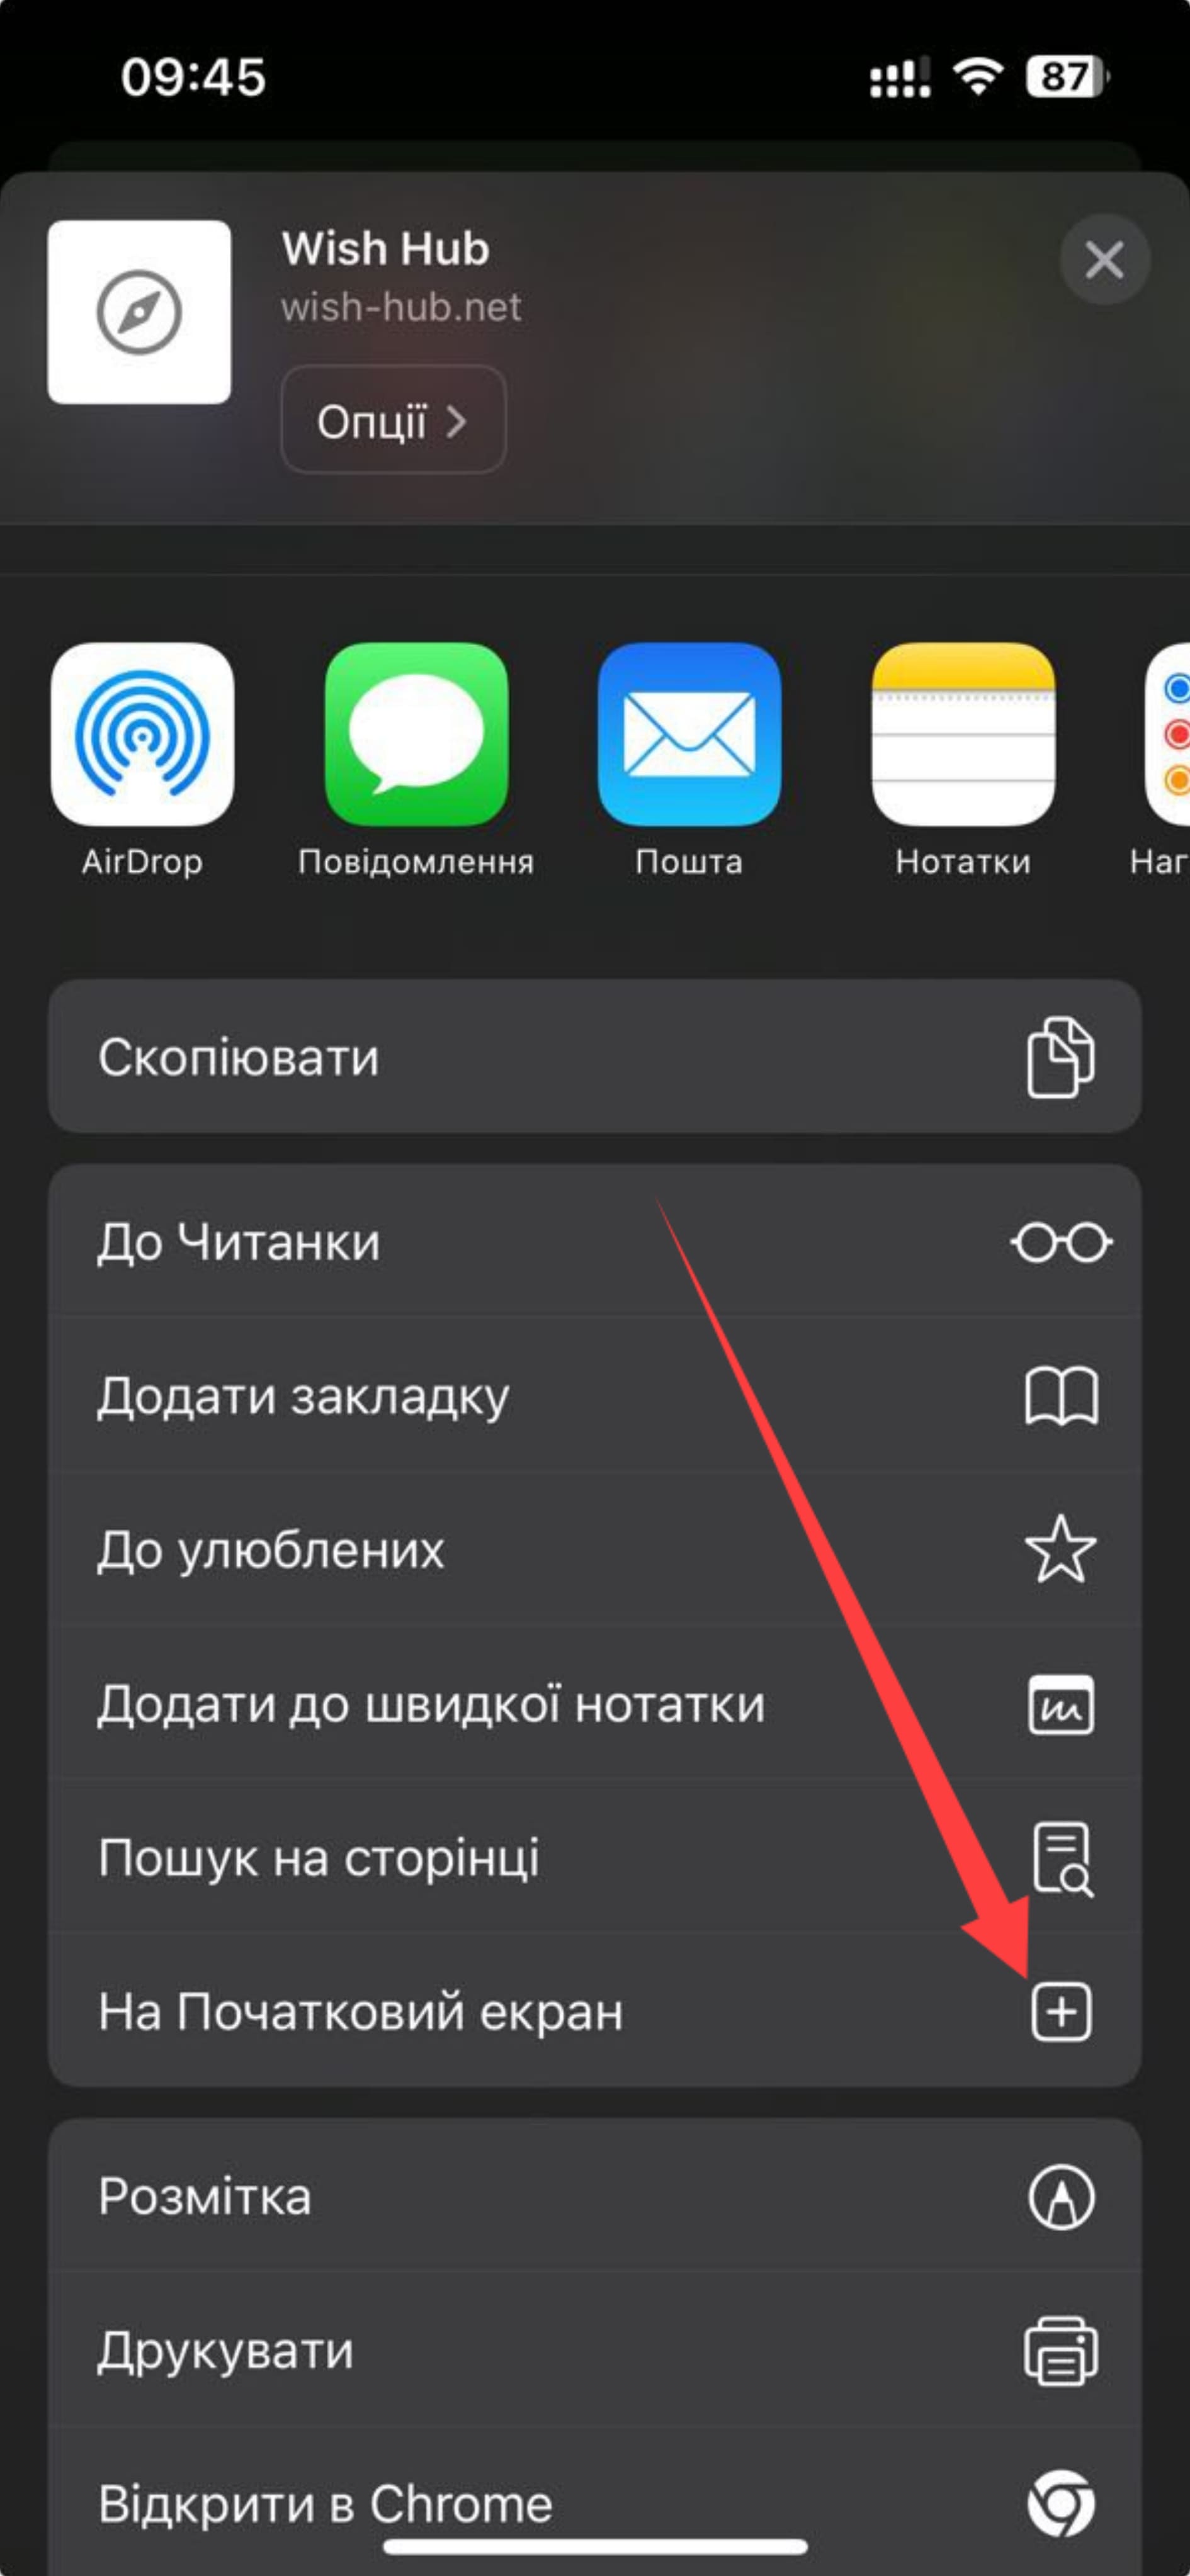 09:45
87
Wish Hub
wish-hub.net
Опції
AirDrop
Повідомлення
Пошта
Нотатки
Наг
Скопіювати
До Читанки
Додати закладку
До улюблених
Додати до швидкої нотатки
Пошук на сторінці
На Початковий екран
Розмітка
Друкувати
Відкрити в Chrome